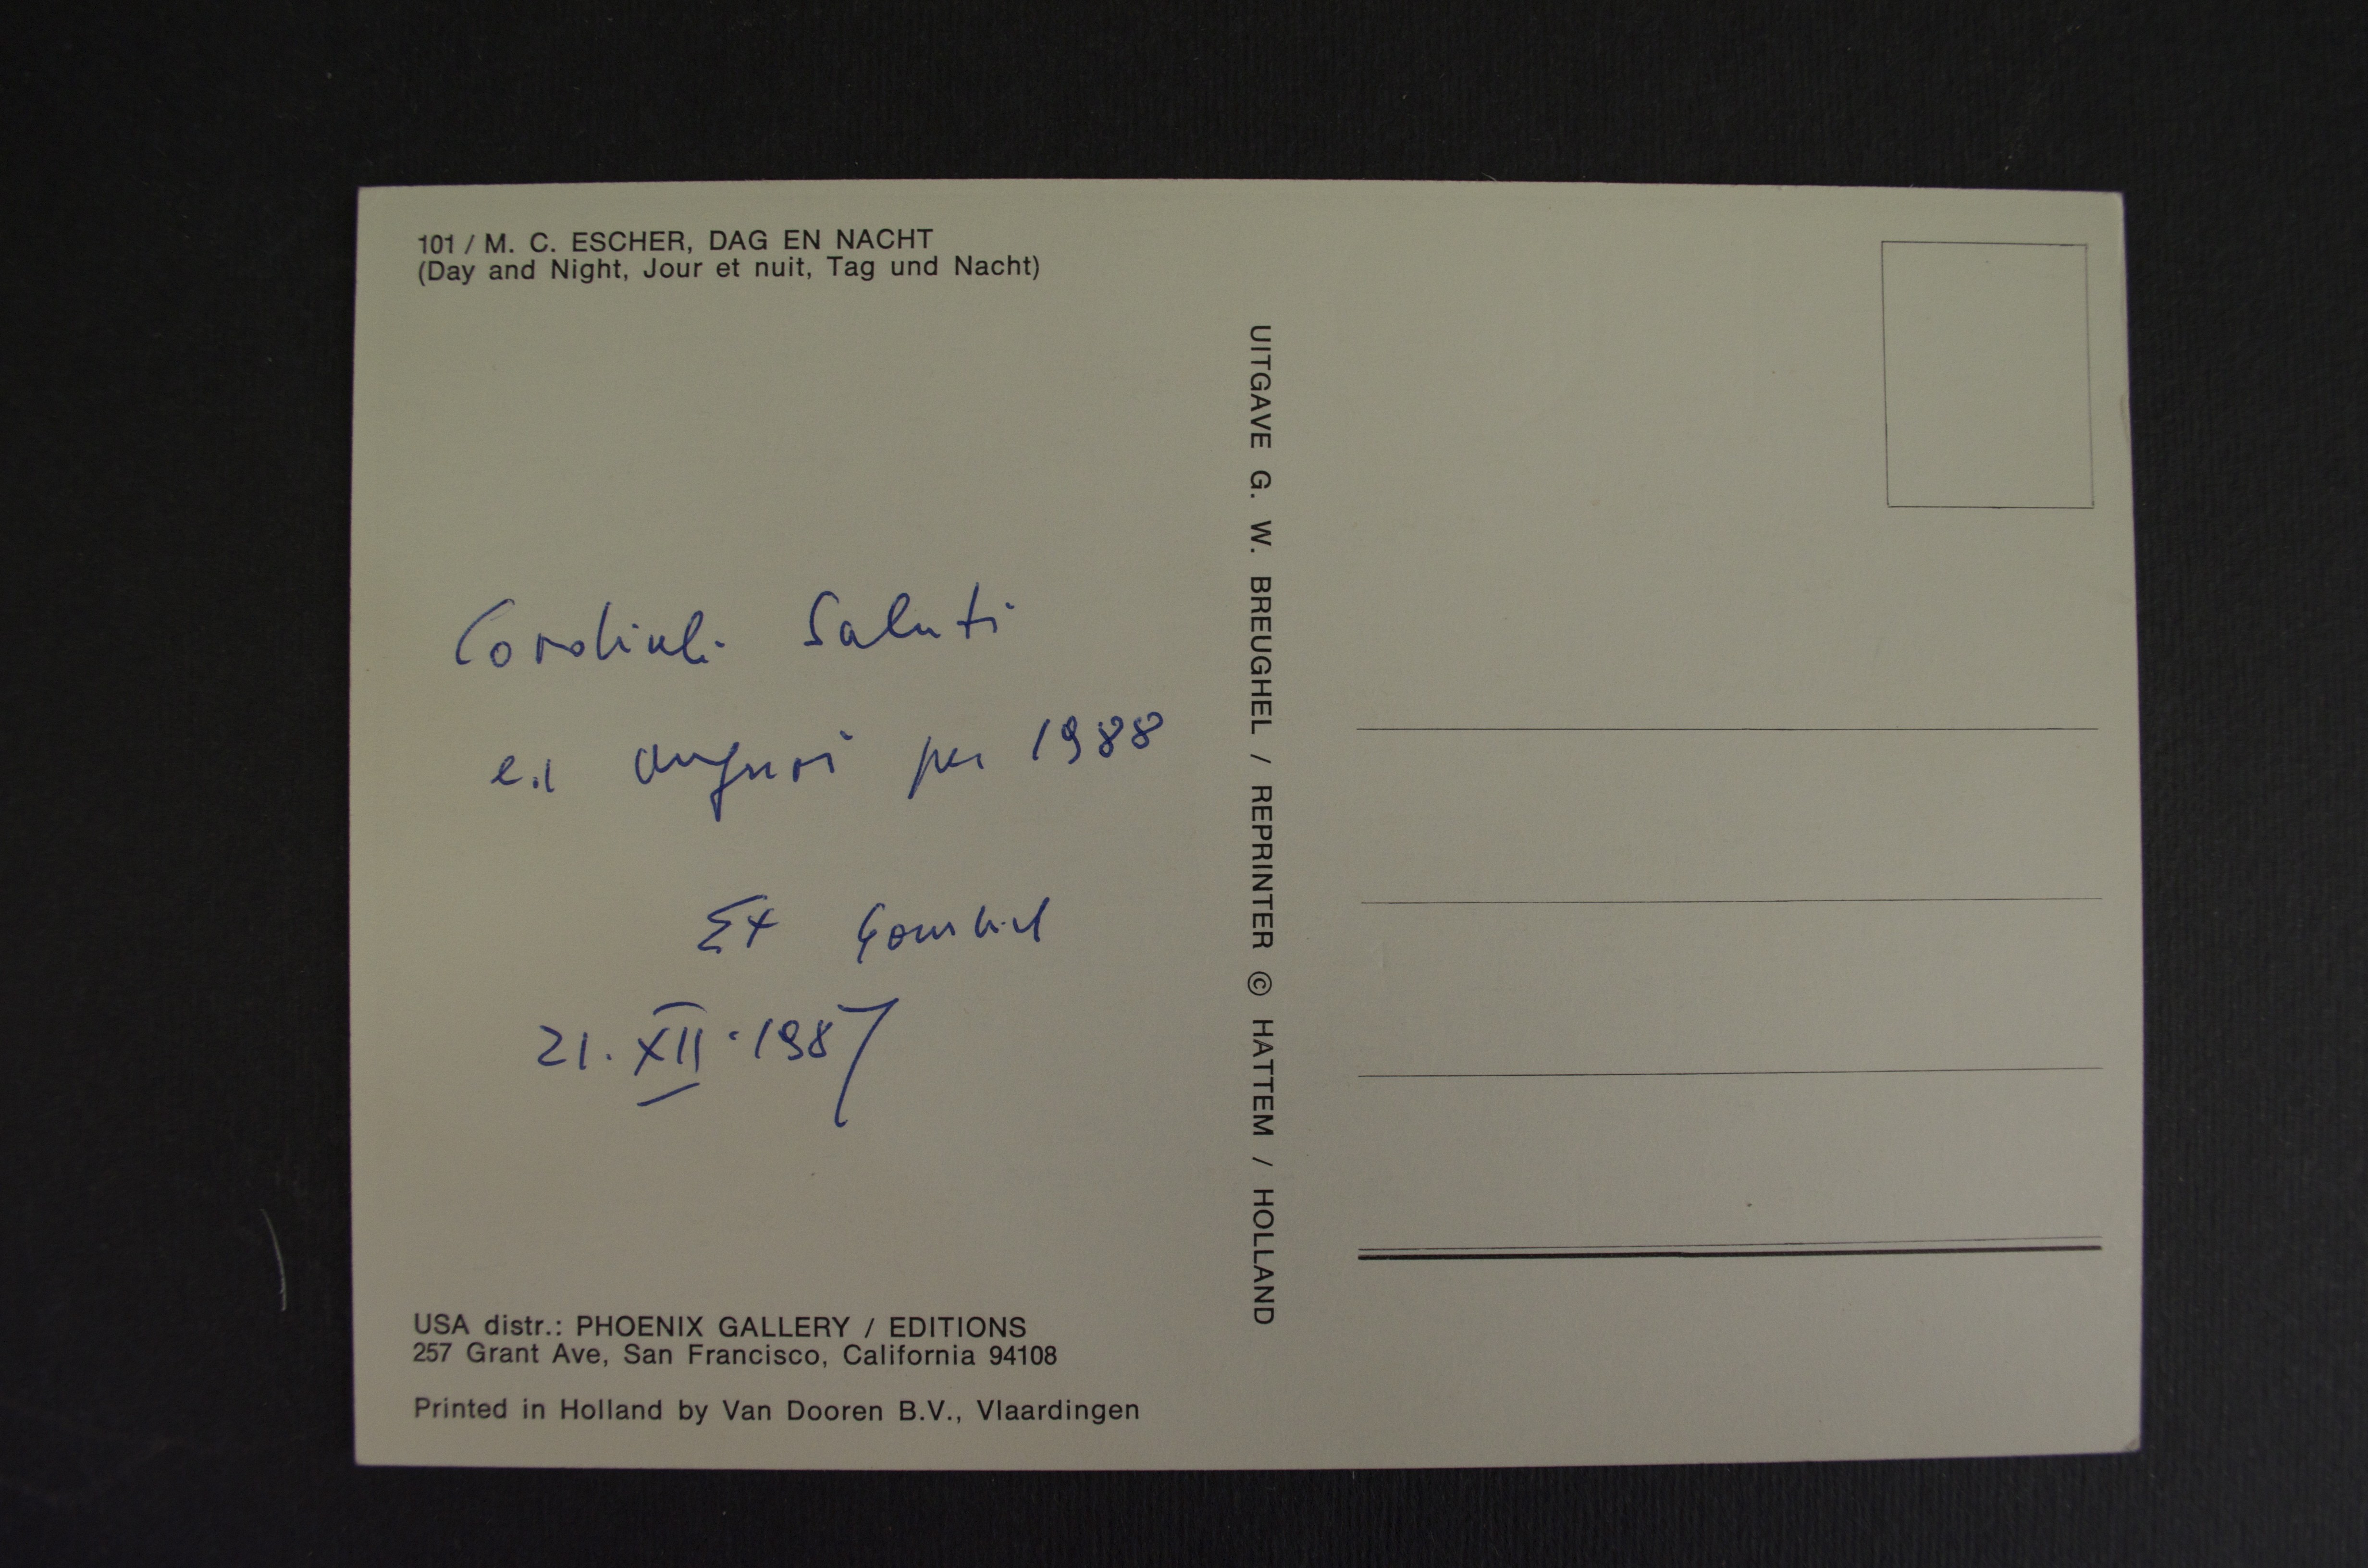 101 / M. C. ESCHER, DAG EN NACHT
(Day and Night, Jour et nuit, Tag und Nacht)
Cordiali Saluti
ed auguri per 1988
21. XII. 1987
USA distr.: PHOENIX GALLERY / EDITIONS
257 Grant Ave, San Francisco, California 94108
Printed in Holland by Van Dooren B.V., Vlaardingen
UITGAVE G. W. BREUGHEL / REPRINTER © HATTEM / HOLLAND